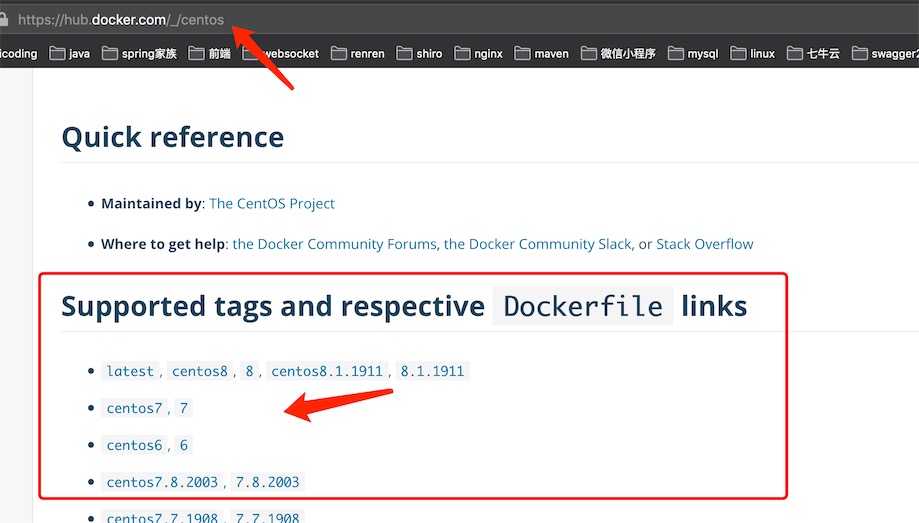 https://hub.docker.com/_/centos
icoding java spring家族 前端 websocket renren shiro nginx maven 微信小程序 mysql linux 七牛云 swagger2
Quick reference
• Maintained by: The CentOS Project
• Where to get help: the Docker Community Forums, the Docker Community Slack, or Stack Overflow
Supported tags and respective Dockerfile links
• latest, centos8, 8, centos8.1.1911, 8.1.1911
• centos7, 7
• centos6, 6
• centos7.8.2003, 7.8.2003
• centos7.7.1908, 7.7.1908